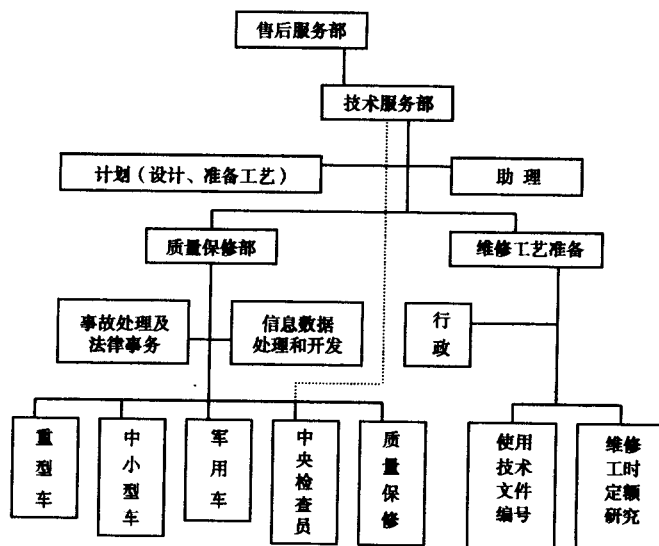 售后服务部
技术服务部
计划（设计、准备工艺）
助 理
质量保修部
维修工艺准备
事故处理及
法律事务
信息数据
处理和开发
行
政
重
型
车
中
小
型
车
军
用
车
中
央
检
查
员
质
量
保
修
使用
技术
文件
编号
维修
工时
定额
研究